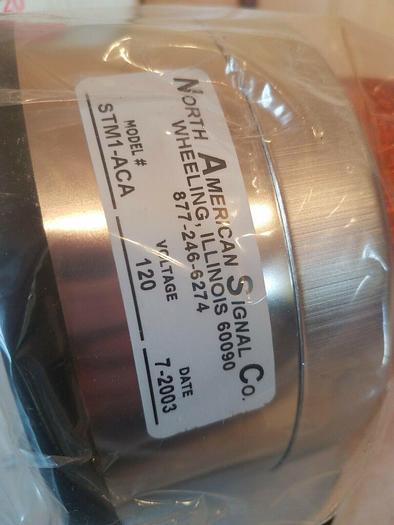 NORTH AMERICAN SIGNAL CO.
WHEELING, ILLINOIS 60090
877-246-6274
MODEL # VOLTAGE DATE
STM1-ACA 120 7-2003